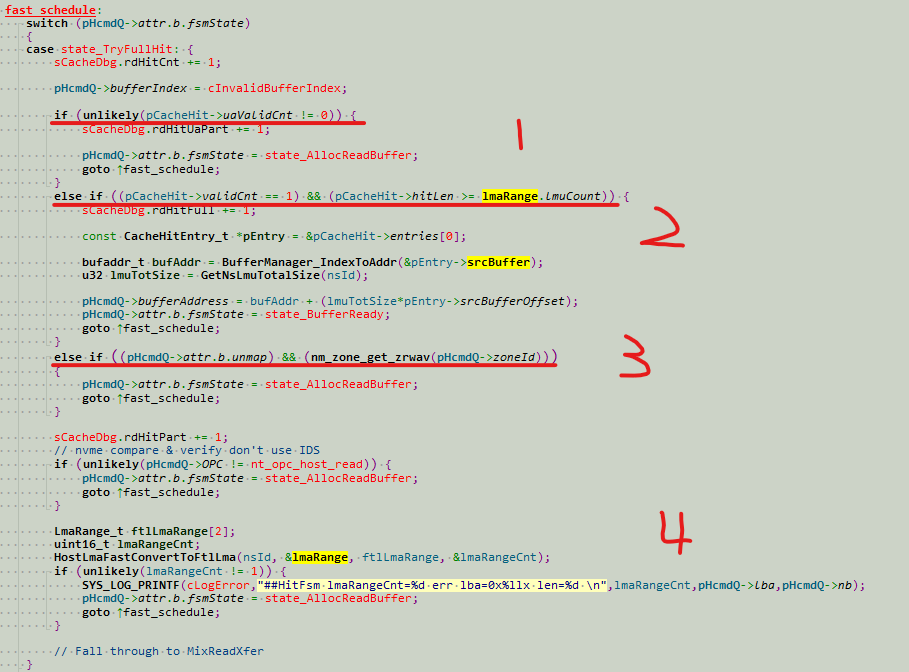 fast_schedule:
switch (pHcmdQ->attr.b.fsmState)
{
case state_TryFullHit: {
sCacheDbg.rdHitCnt += 1;
pHcmdQ->bufferIndex = cInvalidBufferIndex;
if (unlikely(pCacheHit->uaValidCnt != 0)) {
sCacheDbg.rdHitUaPart += 1;
1
pHcmdQ->attr.b.fsmState = state_AllocReadBuffer;
goto ↑fast_schedule;
}
else if ((pCacheHit->validCnt == 1) && (pCacheHit->hitLen >= lmaRange.lmuCount)) {
sCacheDbg.rdHitFull += 1;
2
const CacheHitEntry_t *pEntry = &pCacheHit->entries[0];
bufaddr_t bufAddr = BufferManager_IndexToAddr(&pEntry->srcBuffer);
u32 lmuTotSize = GetNsLmuTotalSize(nsId);
pHcmdQ->bufferAddress = bufAddr + (lmuTotSize*pEntry->srcBufferOffset);
pHcmdQ->attr.b.fsmState = state_BufferReady;
goto ↑fast_schedule;
}
else if ((pHcmdQ->attr.b.unmap) && (nm_zone_get_zrwav(pHcmdQ->zoneId)))
3
{
pHcmdQ->attr.b.fsmState = state_AllocReadBuffer;
goto ↑fast_schedule;
}
sCacheDbg.rdHitPart += 1;
// nvme compare & verify don't use IDS
if (unlikely(pHcmdQ->OPC != nt_opc_host_read)) {
pHcmdQ->attr.b.fsmState = state_AllocReadBuffer;
goto ↑fast_schedule;
}
4
LmaRange_t ftlLmaRange[2];
uint16_t lmaRangeCnt;
HostLmaFastConvertToFtlLma(nsId, &lmaRange, ftlLmaRange, &lmaRangeCnt);
if (unlikely(lmaRangeCnt != 1)) {
SYS_LOG_PRINTF(cLogError,"##HitFsm lmaRangeCnt=%d err lba=0x%llx len=%d \n",lmaRangeCnt,pHcmdQ->lba,pHcmdQ->nb);
pHcmdQ->attr.b.fsmState = state_AllocReadBuffer;
goto ↑fast_schedule;
}
// Fall through to MixReadXfer
}